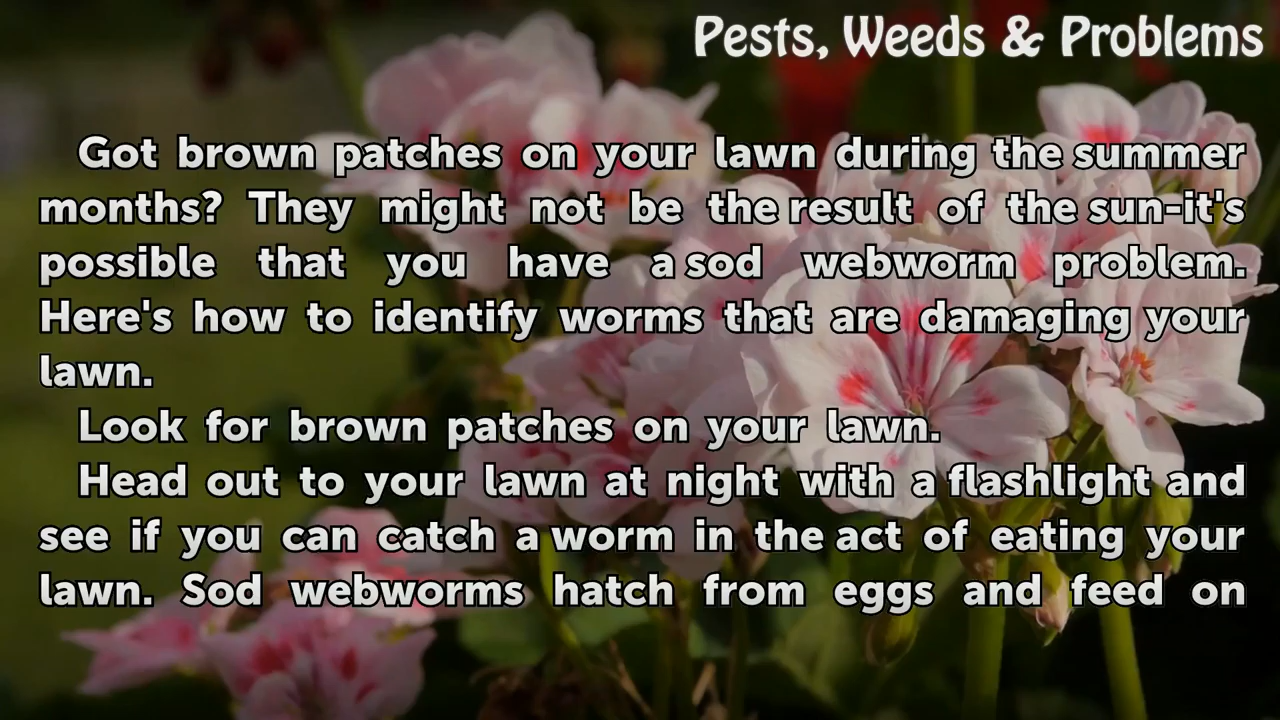 Pests, Weeds & Problems
Got brown patches on your lawn during the summer
months? They might not be the result of the sun-it's
possible that you have a sod webworm problem.
Here's how to identify worms that are damaging your
lawn.
Look for brown patches on your lawn.
Head out to your lawn at night with a flashlight and
see if you can catch a worm in the act of eating your
lawn. Sod webworms hatch from eggs and feed on